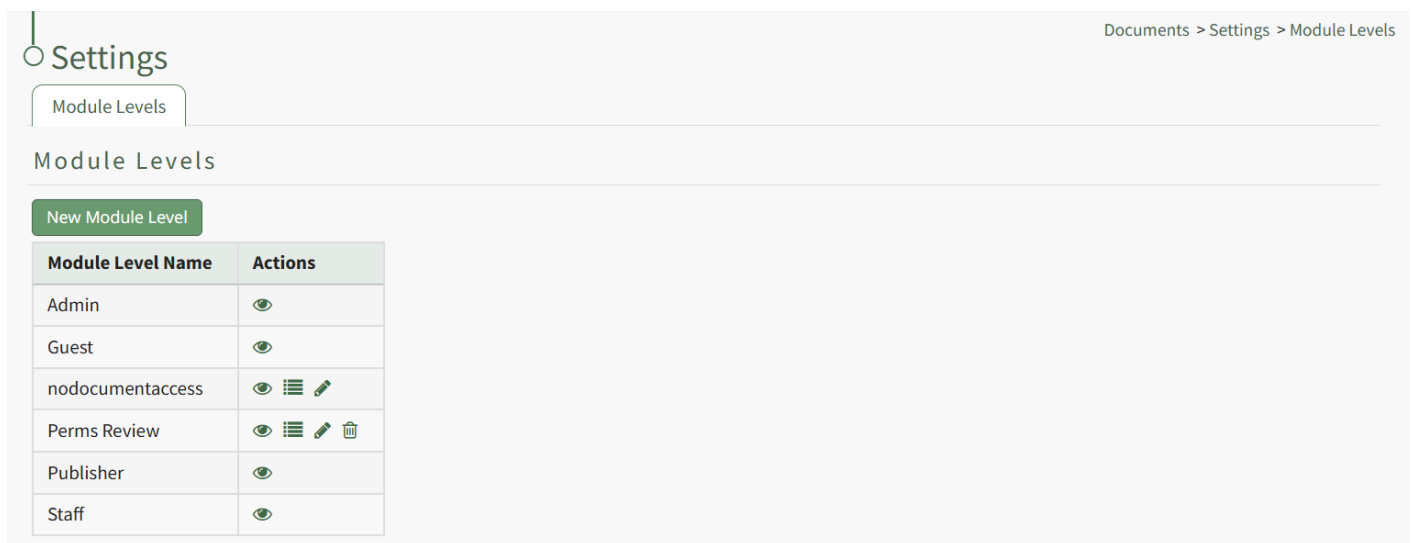 Documents > Settings > Module Levels
Settings
Module Levels
Module Levels
New Module Level
Module Level Name Actions
Admin
Guest
nodocumentaccess
Perms Review
Publisher
Staff